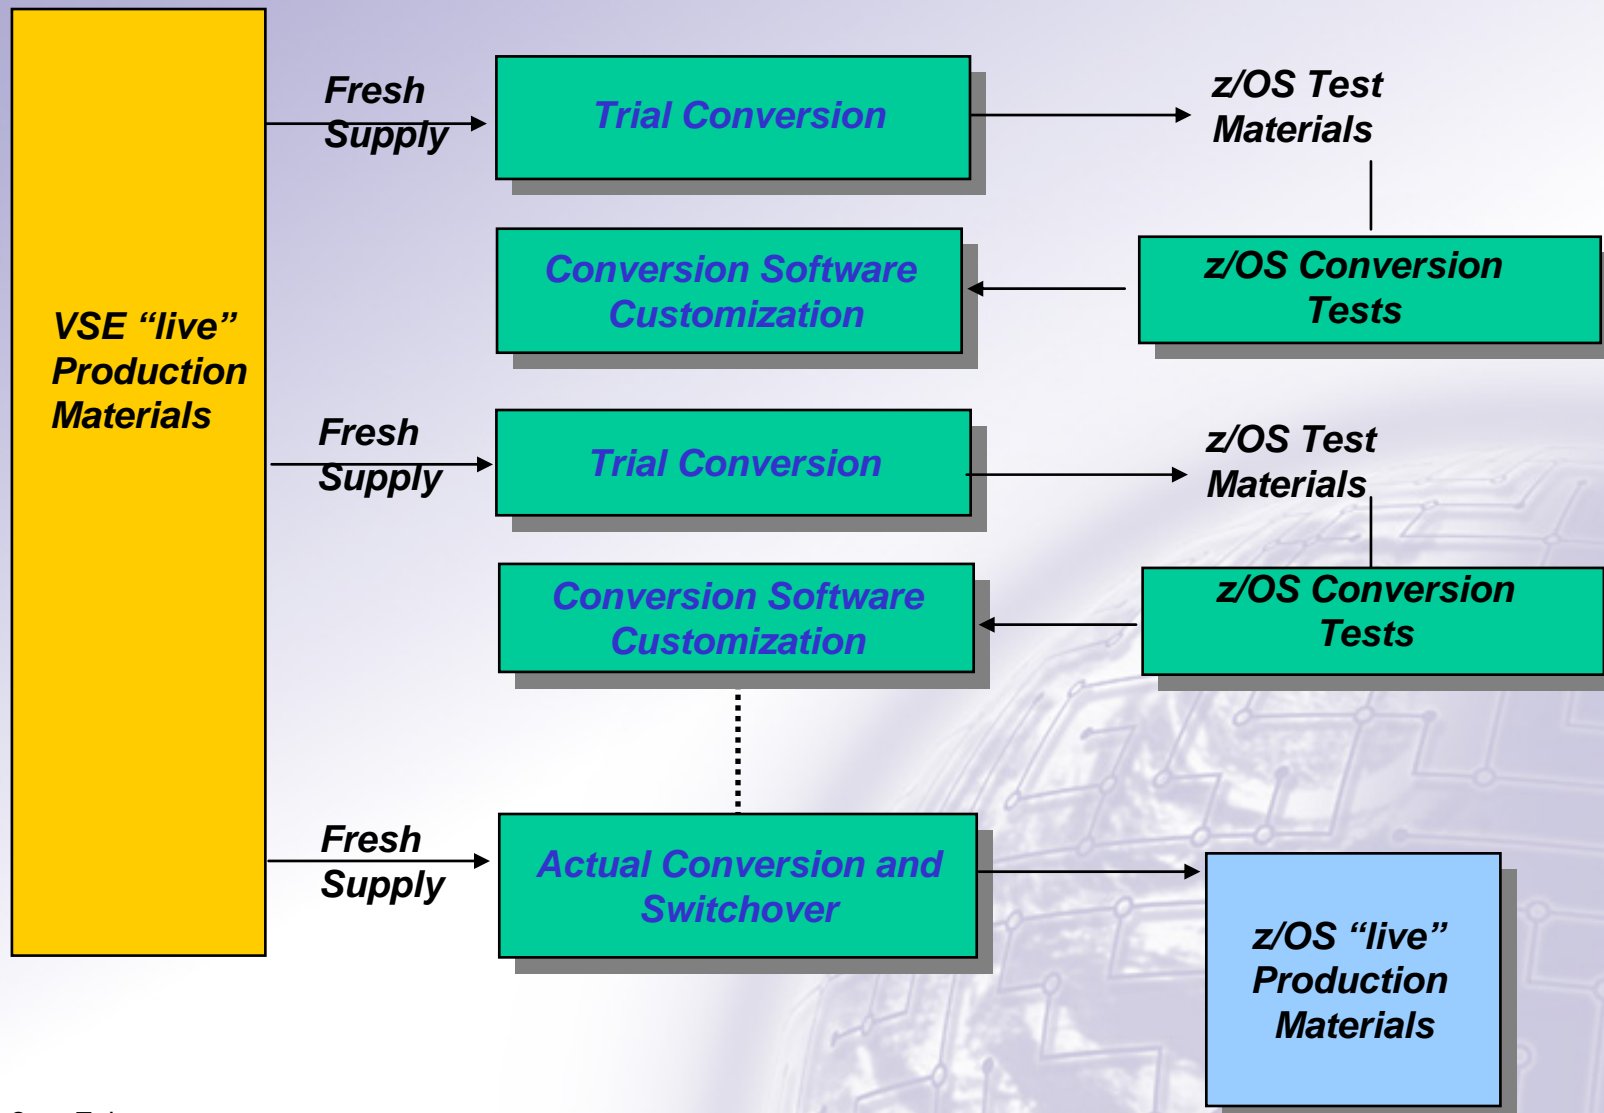 Fresh
Supply
Trial Conversion
z/OS Test
Materials
Conversion Software
Customization
z/OS Conversion
Tests
VSE “live”
Production
Materials
Fresh
Supply
Trial Conversion
z/OS Test
Materials
Conversion Software
Customization
z/OS Conversion
Tests
Fresh
Supply
Actual Conversion and
Switchover
z/OS “live”
Production
Materials